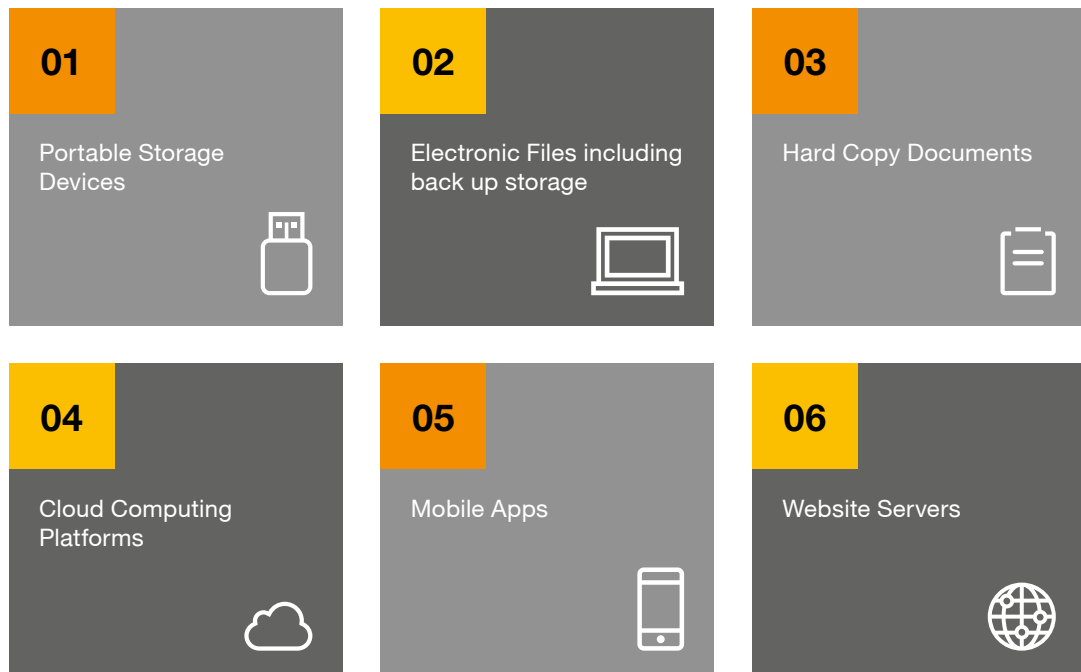 01
Portable Storage
Devices
02
Electronic Files including
back up storage
03
Hard Copy Documents
04
Cloud Computing
Platforms
05
Mobile Apps
06
Website Servers